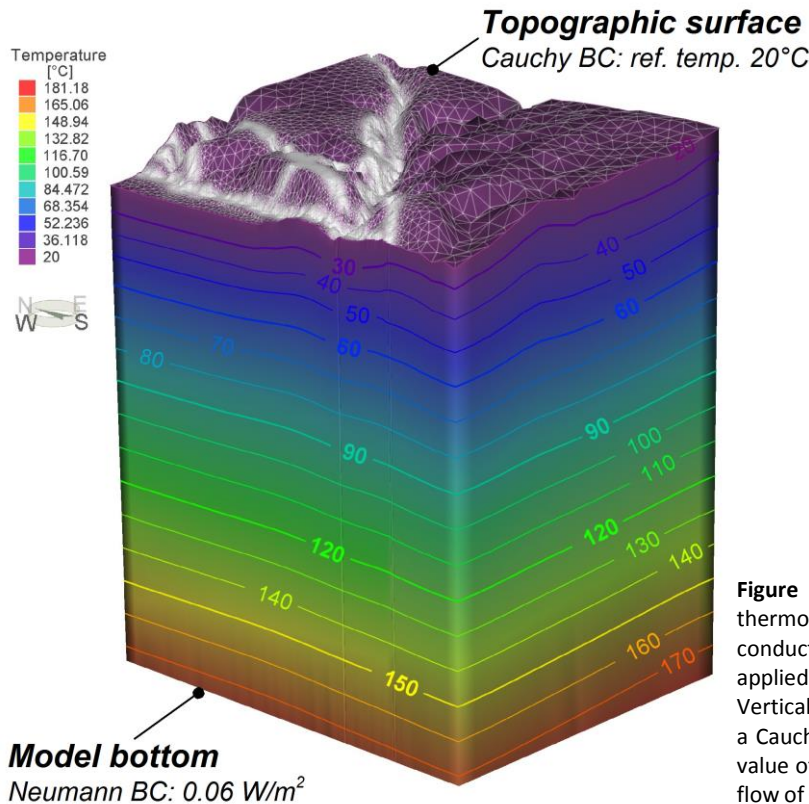 Topographic surface
Cauchy BC: ref. temp. 20°C
Temperature
[°C]
181.18
165.06
148.94
132.82
116.70
100.59
84.472
68.354
52.236
36.118
20
N E
W S
20
30
40
40
50
50
60
60
70
80
90
90
100
110
120
120
130
140
140
150
160
170
Model bottom
Neumann BC: 0.06 W/m²
Figure
thermo
conduct
applied
Vertical
a Cauch
value of
flow of